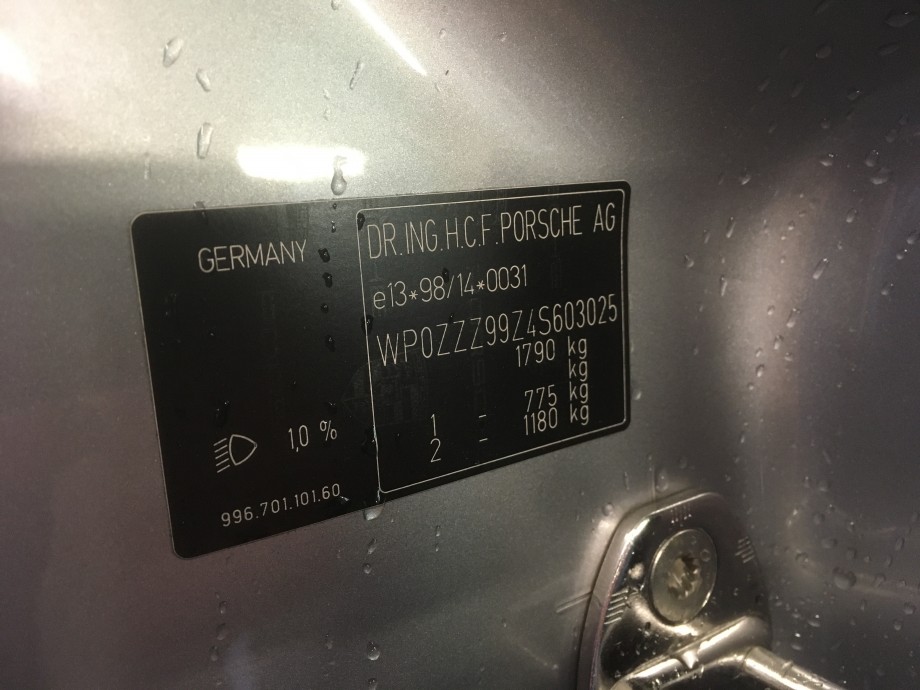 GERMANY
1,0 %
996.701.101.60
DR.ING.H.C.F.PORSCHE AG
e13*98/14*0031
WP0ZZZ99Z4S603025
1790 kg
kg
1 - 775 kg
2 - 1180 kg